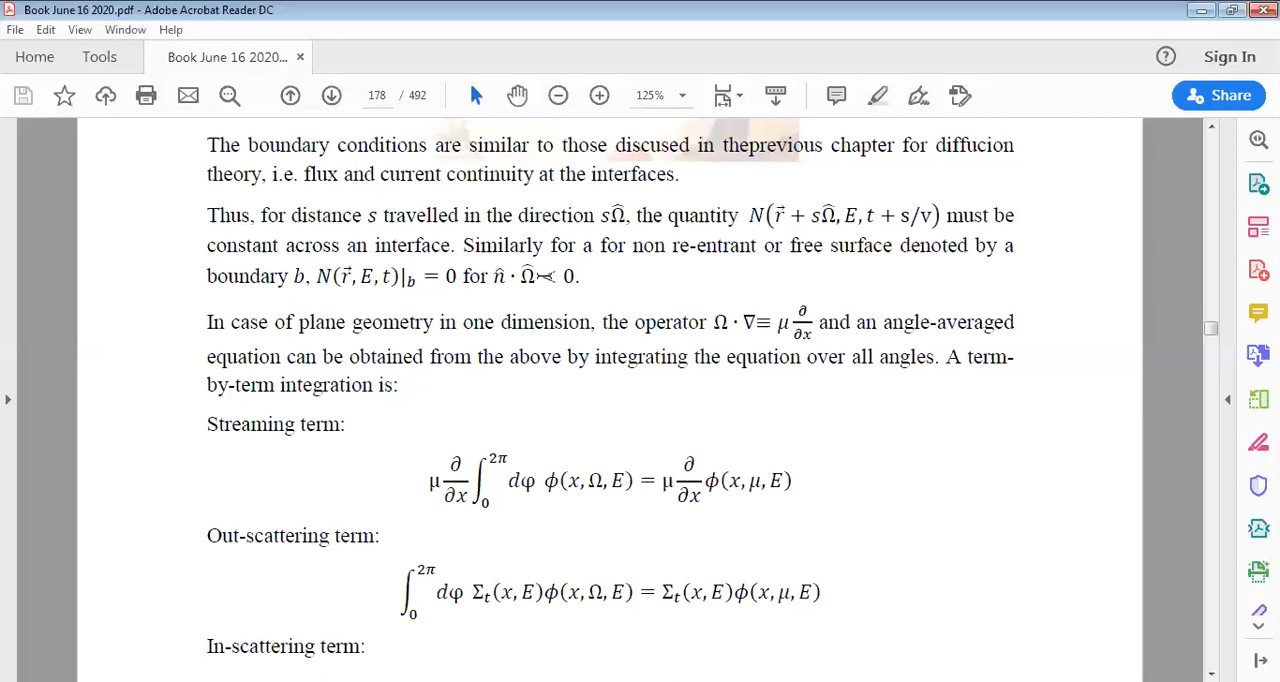 Book June 16 2020.pdf - Adobe Acrobat Reader DC
File Edit View Window Help
Home Tools Book June 16 2020... × Sign In
178 / 492 125% Share
The boundary conditions are similar to those discused in theprevious chapter for diffucion
theory, i.e. flux and current continuity at the interfaces.
Thus, for distance s travelled in the direction sΩ̂, the quantity N(r⃗ + sΩ̂, E, t + s/v) must be
constant across an interface. Similarly for a for non re-entrant or free surface denoted by a
boundary b, N(r⃗, E, t)|_b = 0 for n̂ · Ω̂ < 0.
In case of plane geometry in one dimension, the operator Ω · ∇≡ μ ∂/∂x and an angle-averaged
equation can be obtained from the above by integrating the equation over all angles. A term-
by-term integration is:
Streaming term:
μ ∂/∂x ∫₀^2π dφ ϕ(x, Ω, E) = μ ∂/∂x ϕ(x, μ, E)
Out-scattering term:
∫₀^2π dφ Σₜ(x, E)ϕ(x, Ω, E) = Σₜ(x, E)ϕ(x, μ, E)
In-scattering term: